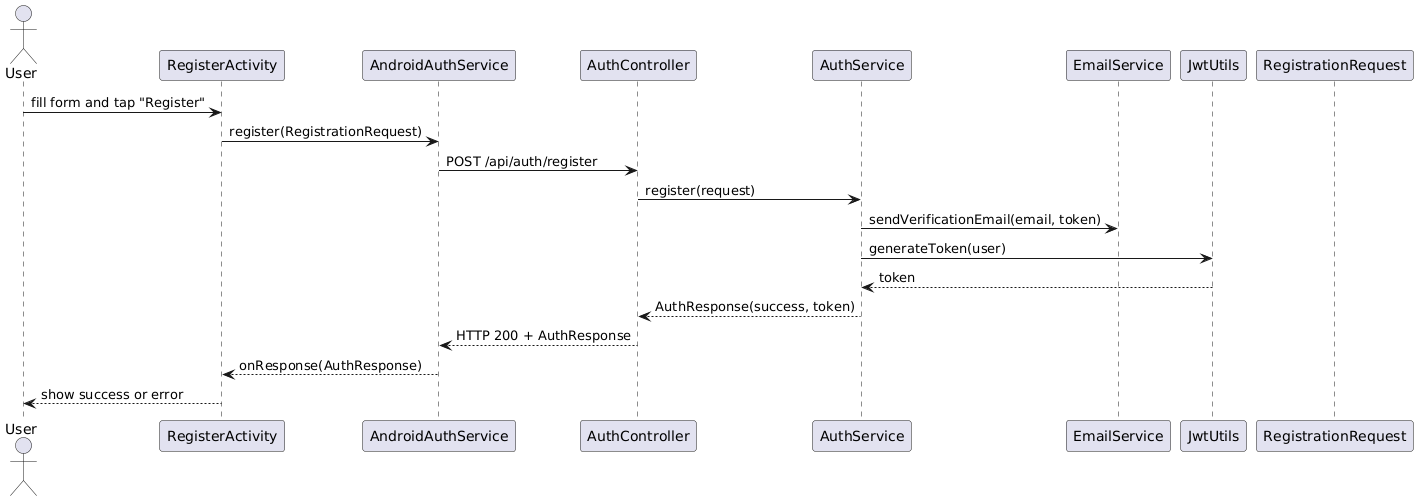 User
RegisterActivity
AndroidAuthService
AuthController
AuthService
EmailService
JwtUtils
RegistrationRequest
fill form and tap "Register"
register(RegistrationRequest)
POST /api/auth/register
register(request)
sendVerificationEmail(email, token)
generateToken(user)
token
AuthResponse(success, token)
HTTP 200 + AuthResponse
onResponse(AuthResponse)
show success or error
User
RegisterActivity
AndroidAuthService
AuthController
AuthService
EmailService
JwtUtils
RegistrationRequest